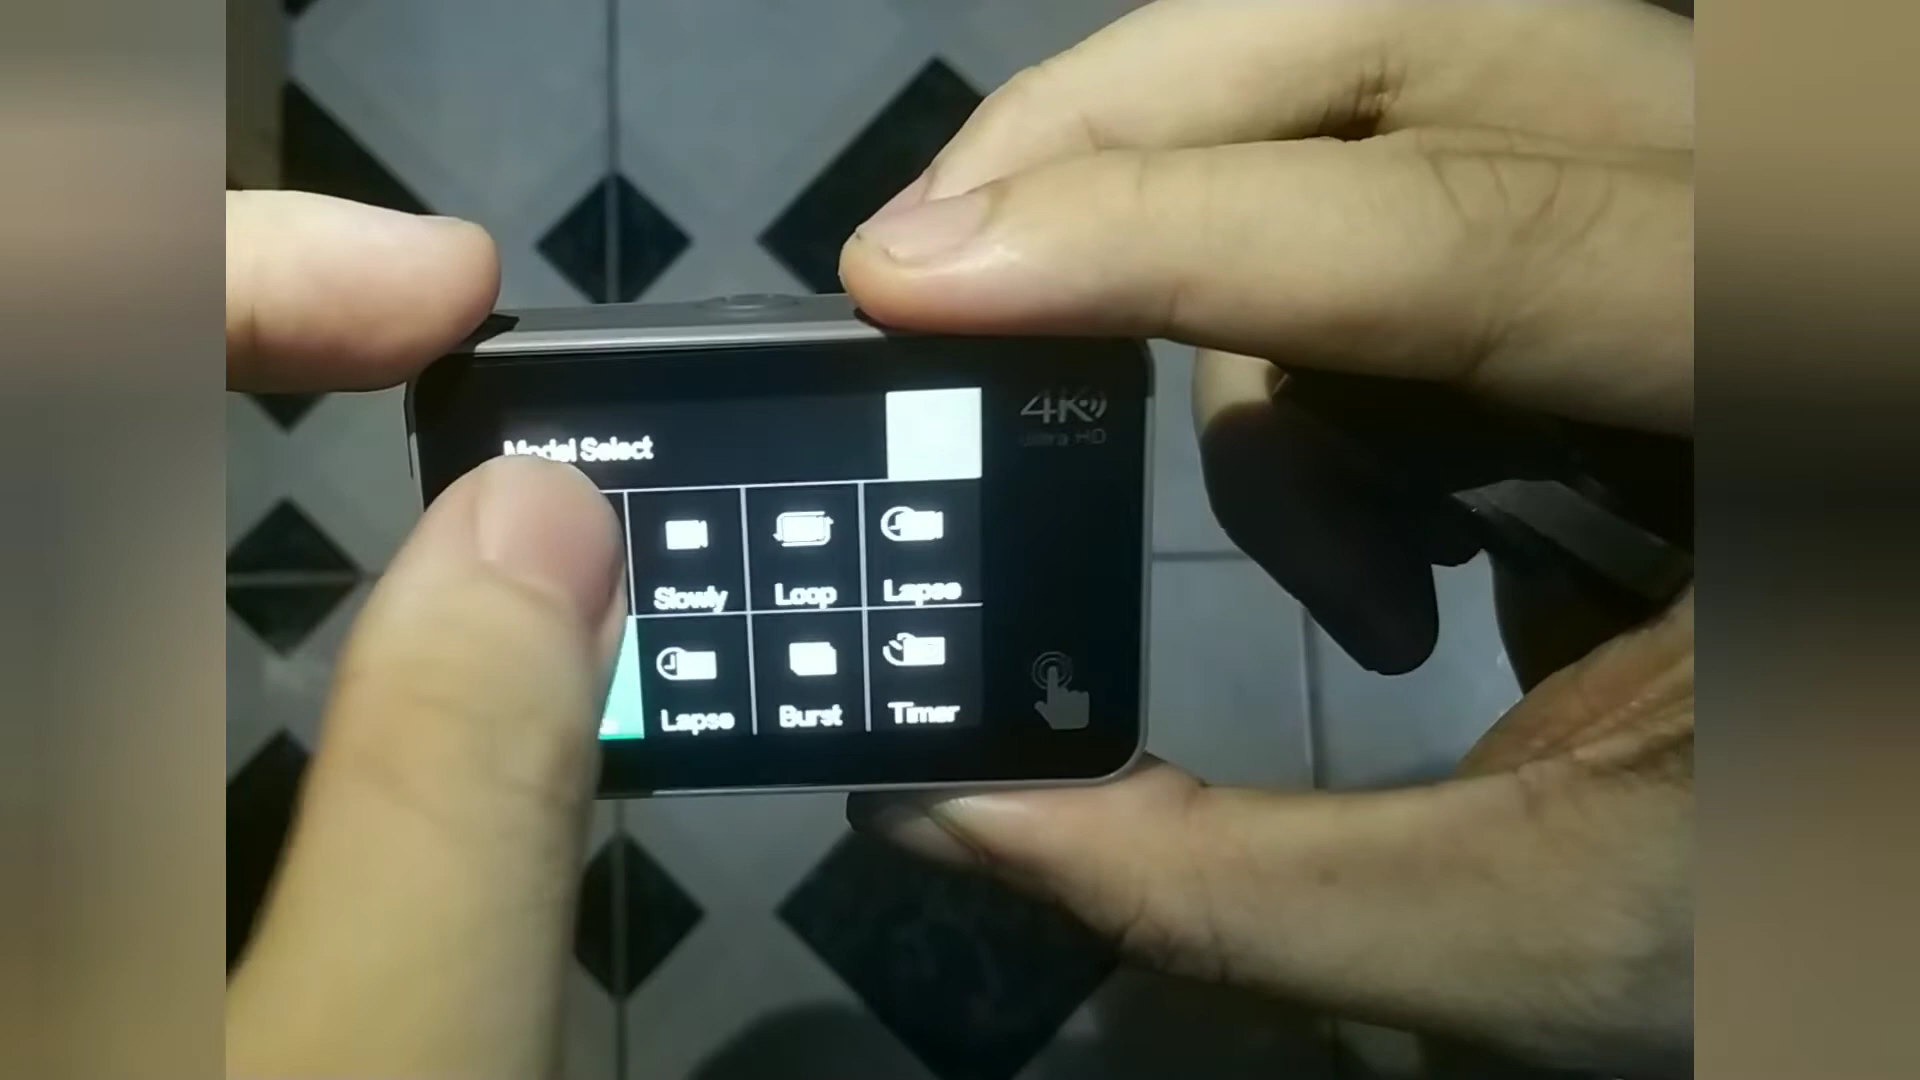 4K
ultra HD
Model Select
Slowly
Loop
Lapse
Lapse
Burst
Timer